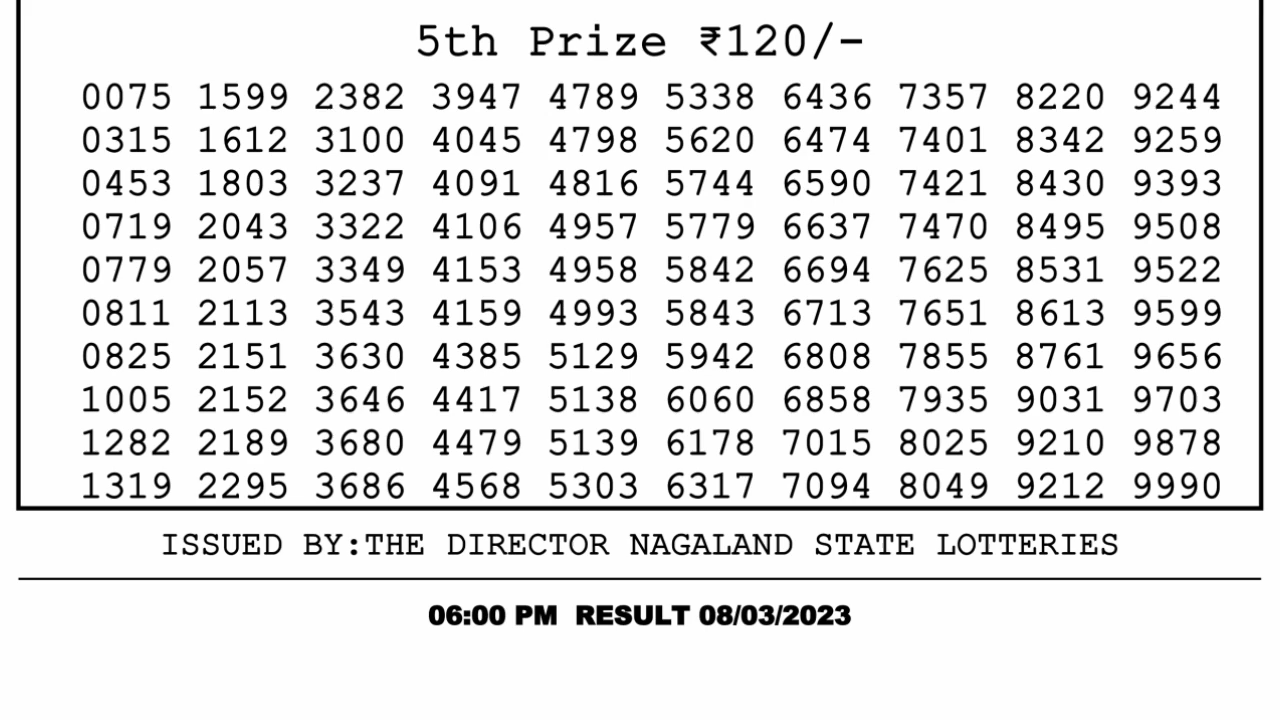 5th Prize ₹120/-
0075 1599 2382 3947 4789 5338 6436 7357 8220 9244
0315 1612 3100 4045 4798 5620 6474 7401 8342 9259
0453 1803 3237 4091 4816 5744 6590 7421 8430 9393
0719 2043 3322 4106 4957 5779 6637 7470 8495 9508
0779 2057 3349 4153 4958 5842 6694 7625 8531 9522
0811 2113 3543 4159 4993 5843 6713 7651 8613 9599
0825 2151 3630 4385 5129 5942 6808 7855 8761 9656
1005 2152 3646 4417 5138 6060 6858 7935 9031 9703
1282 2189 3680 4479 5139 6178 7015 8025 9210 9878
1319 2295 3686 4568 5303 6317 7094 8049 9212 9990
ISSUED BY:THE DIRECTOR NAGALAND STATE LOTTERIES
06:00 PM RESULT 08/03/2023